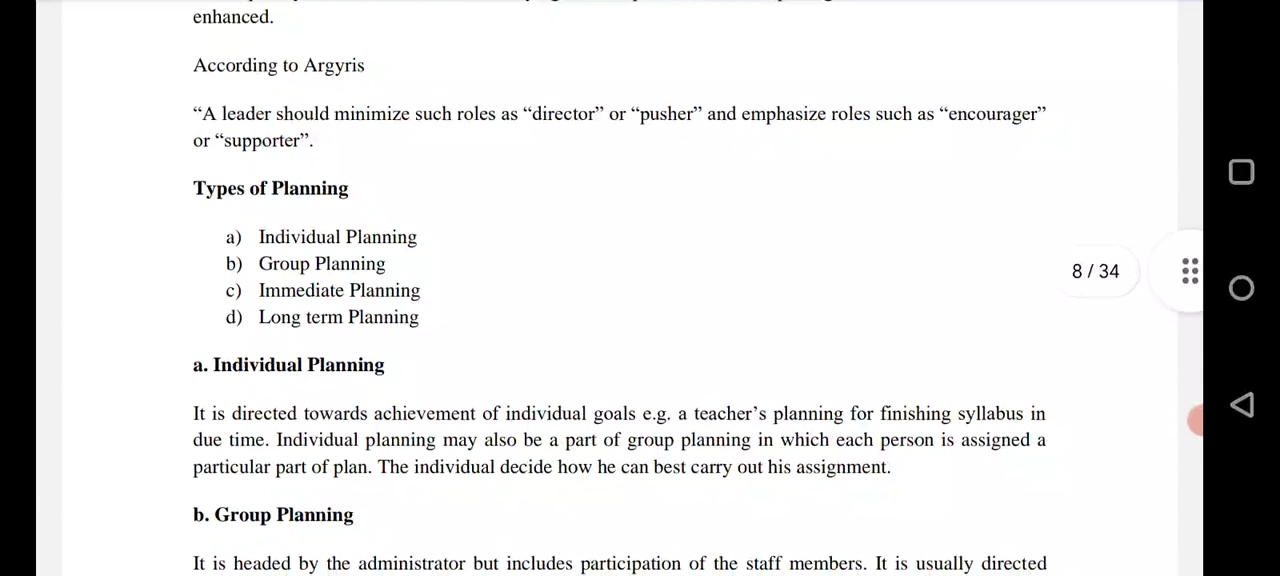 enhanced.
According to Argyris
“A leader should minimize such roles as “director” or “pusher” and emphasize roles such as “encourager”
or “supporter”.
Types of Planning
a) Individual Planning
b) Group Planning
c) Immediate Planning
d) Long term Planning
8 / 34
a. Individual Planning
It is directed towards achievement of individual goals e.g. a teacher’s planning for finishing syllabus in
due time. Individual planning may also be a part of group planning in which each person is assigned a
particular part of plan. The individual decide how he can best carry out his assignment.
b. Group Planning
It is headed by the administrator but includes participation of the staff members. It is usually directed